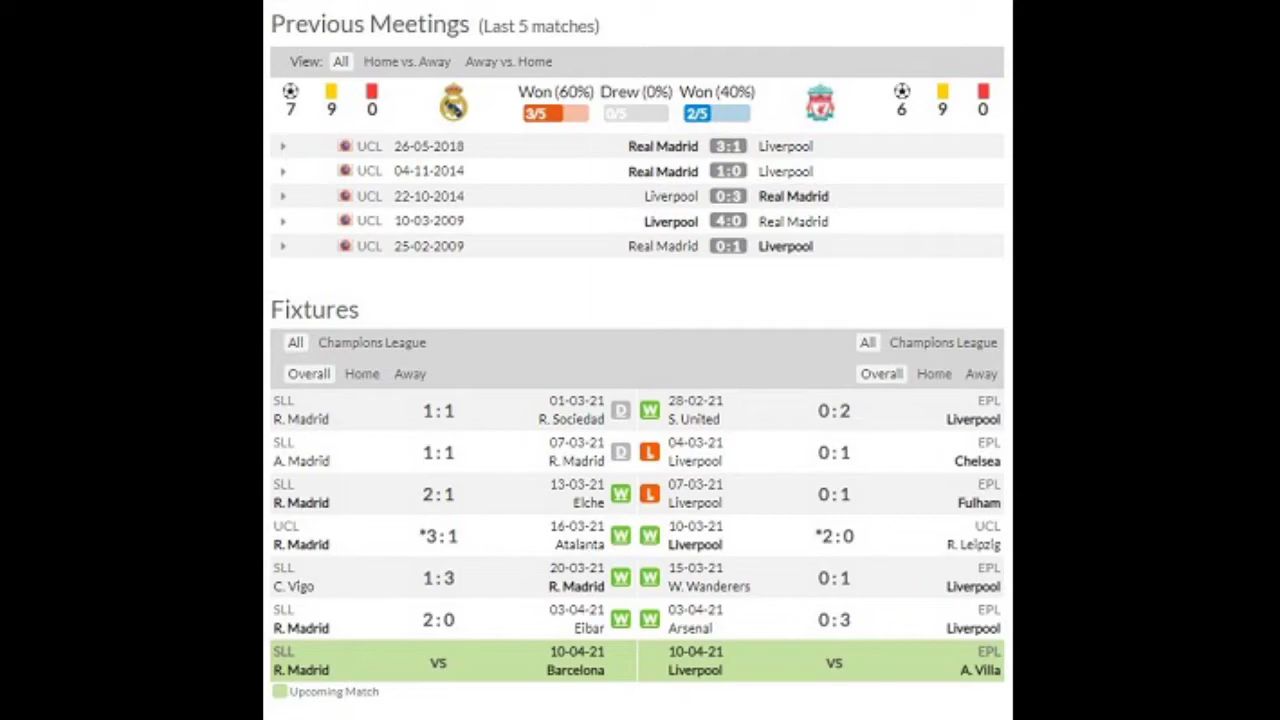 Previous Meetings (Last 5 matches)
View: All Home vs. Away Away vs. Home
Won (60%) Drew (0%) Won (40%)
7 9 0 3/5 0/5 2/5 6 9 0
UCL 26-05-2018 Real Madrid 3:1 Liverpool
UCL 04-11-2014 Real Madrid 1:0 Liverpool
UCL 22-10-2014 Liverpool 0:3 Real Madrid
UCL 10-03-2009 Liverpool 4:0 Real Madrid
UCL 25-02-2009 Real Madrid 0:1 Liverpool
Fixtures
All Champions League All Champions League
Overall Home Away Overall Home Away
SLL 01-03-21 28-02-21 EPL
R. Madrid 1:1 R. Sociedad D W S. United 0:2 Liverpool
SLL 07-03-21 04-03-21 EPL
A. Madrid 1:1 R. Madrid D L Liverpool 0:1 Chelsea
SLL 13-03-21 07-03-21 EPL
R. Madrid 2:1 Elche W L Liverpool 0:1 Fulham
UCL 16-03-21 10-03-21 UCL
R. Madrid *3:1 Atalanta W W Liverpool *2:0 R. Leipzig
SLL 20-03-21 15-03-21 EPL
C. Vigo 1:3 R. Madrid W W W. Wanderers 0:1 Liverpool
SLL 03-04-21 03-04-21 EPL
R. Madrid 2:0 Eibar W W Arsenal 0:3 Liverpool
SLL 10-04-21 10-04-21 EPL
R. Madrid VS Barcelona Liverpool VS A. Villa
Upcoming Match